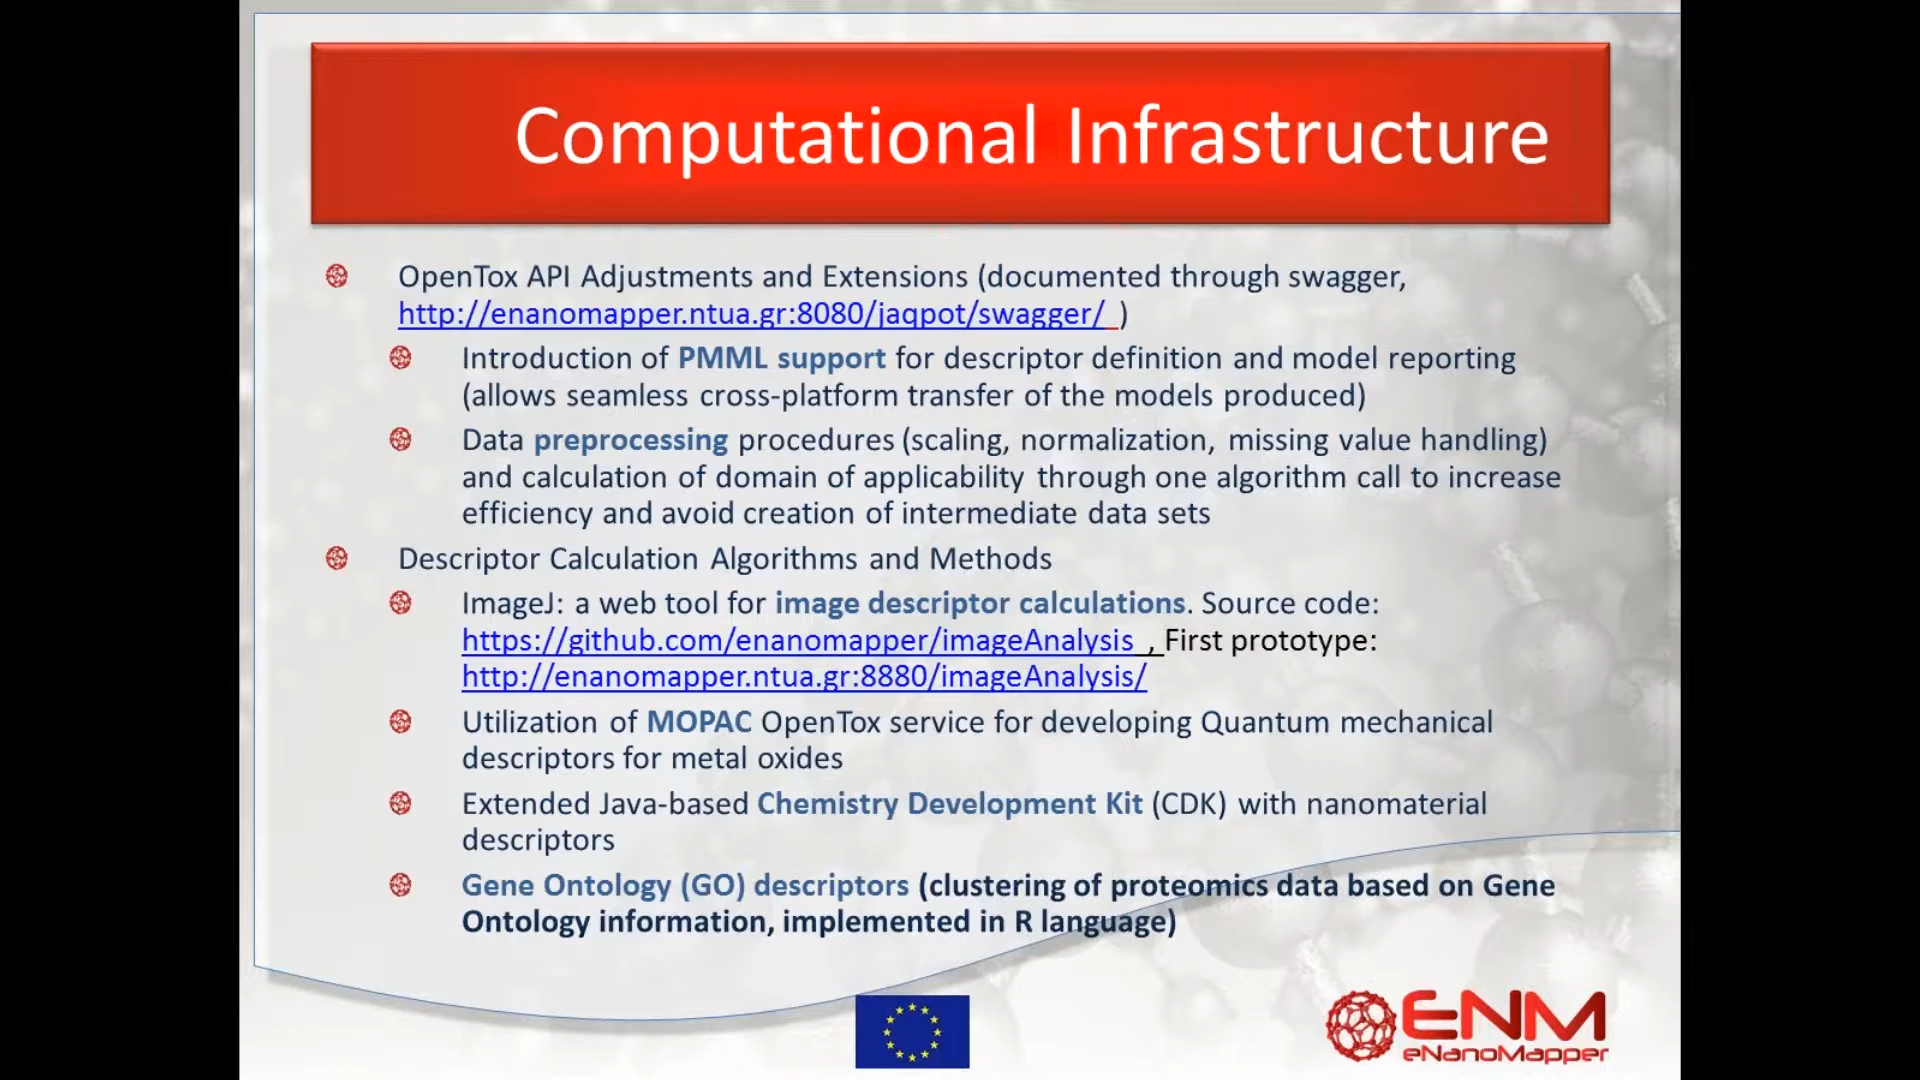 Computational Infrastructure
OpenTox API Adjustments and Extensions (documented through swagger,
http://enanomapper.ntua.gr:8080/jaqpot/swagger/ )
Introduction of PMML support for descriptor definition and model reporting
(allows seamless cross-platform transfer of the models produced)
Data preprocessing procedures (scaling, normalization, missing value handling)
and calculation of domain of applicability through one algorithm call to increase
efficiency and avoid creation of intermediate data sets
Descriptor Calculation Algorithms and Methods
ImageJ: a web tool for image descriptor calculations. Source code:
https://github.com/enanomapper/imageAnalysis , First prototype:
http://enanomapper.ntua.gr:8880/imageAnalysis/
Utilization of MOPAC OpenTox service for developing Quantum mechanical
descriptors for metal oxides
Extended Java-based Chemistry Development Kit (CDK) with nanomaterial
descriptors
Gene Ontology (GO) descriptors (clustering of proteomics data based on Gene
Ontology information, implemented in R language)
ENM
eNanoMapper